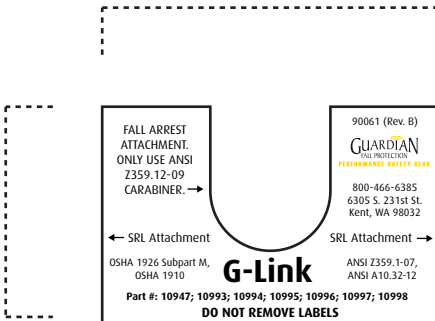 FALL ARREST
ATTACHMENT.
ONLY USE ANSI
Z359.12-09
CARABINER.
90061 (Rev. B)
GUARDIAN
FALL PROTECTION
PERFORMANCE SAFETY GEAR
800-466-6385
6305 S. 231st St.
Kent, WA 98032
SRL Attachment
SRL Attachment
OSHA 1926 Subpart M,
OSHA 1910
G-Link
ANSI Z359.1-07,
ANSI A10.32-12
Part #: 10947; 10993; 10994; 10995; 10996; 10997; 10998
DO NOT REMOVE LABELS